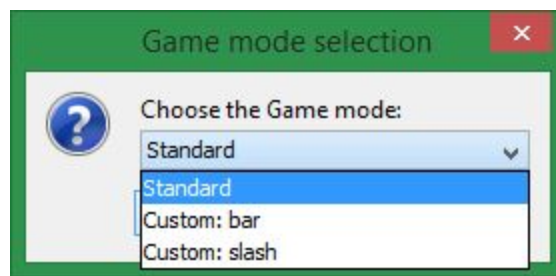 Game mode selection
Choose the Game mode:
Standard
Standard
Custom: bar
Custom: slash